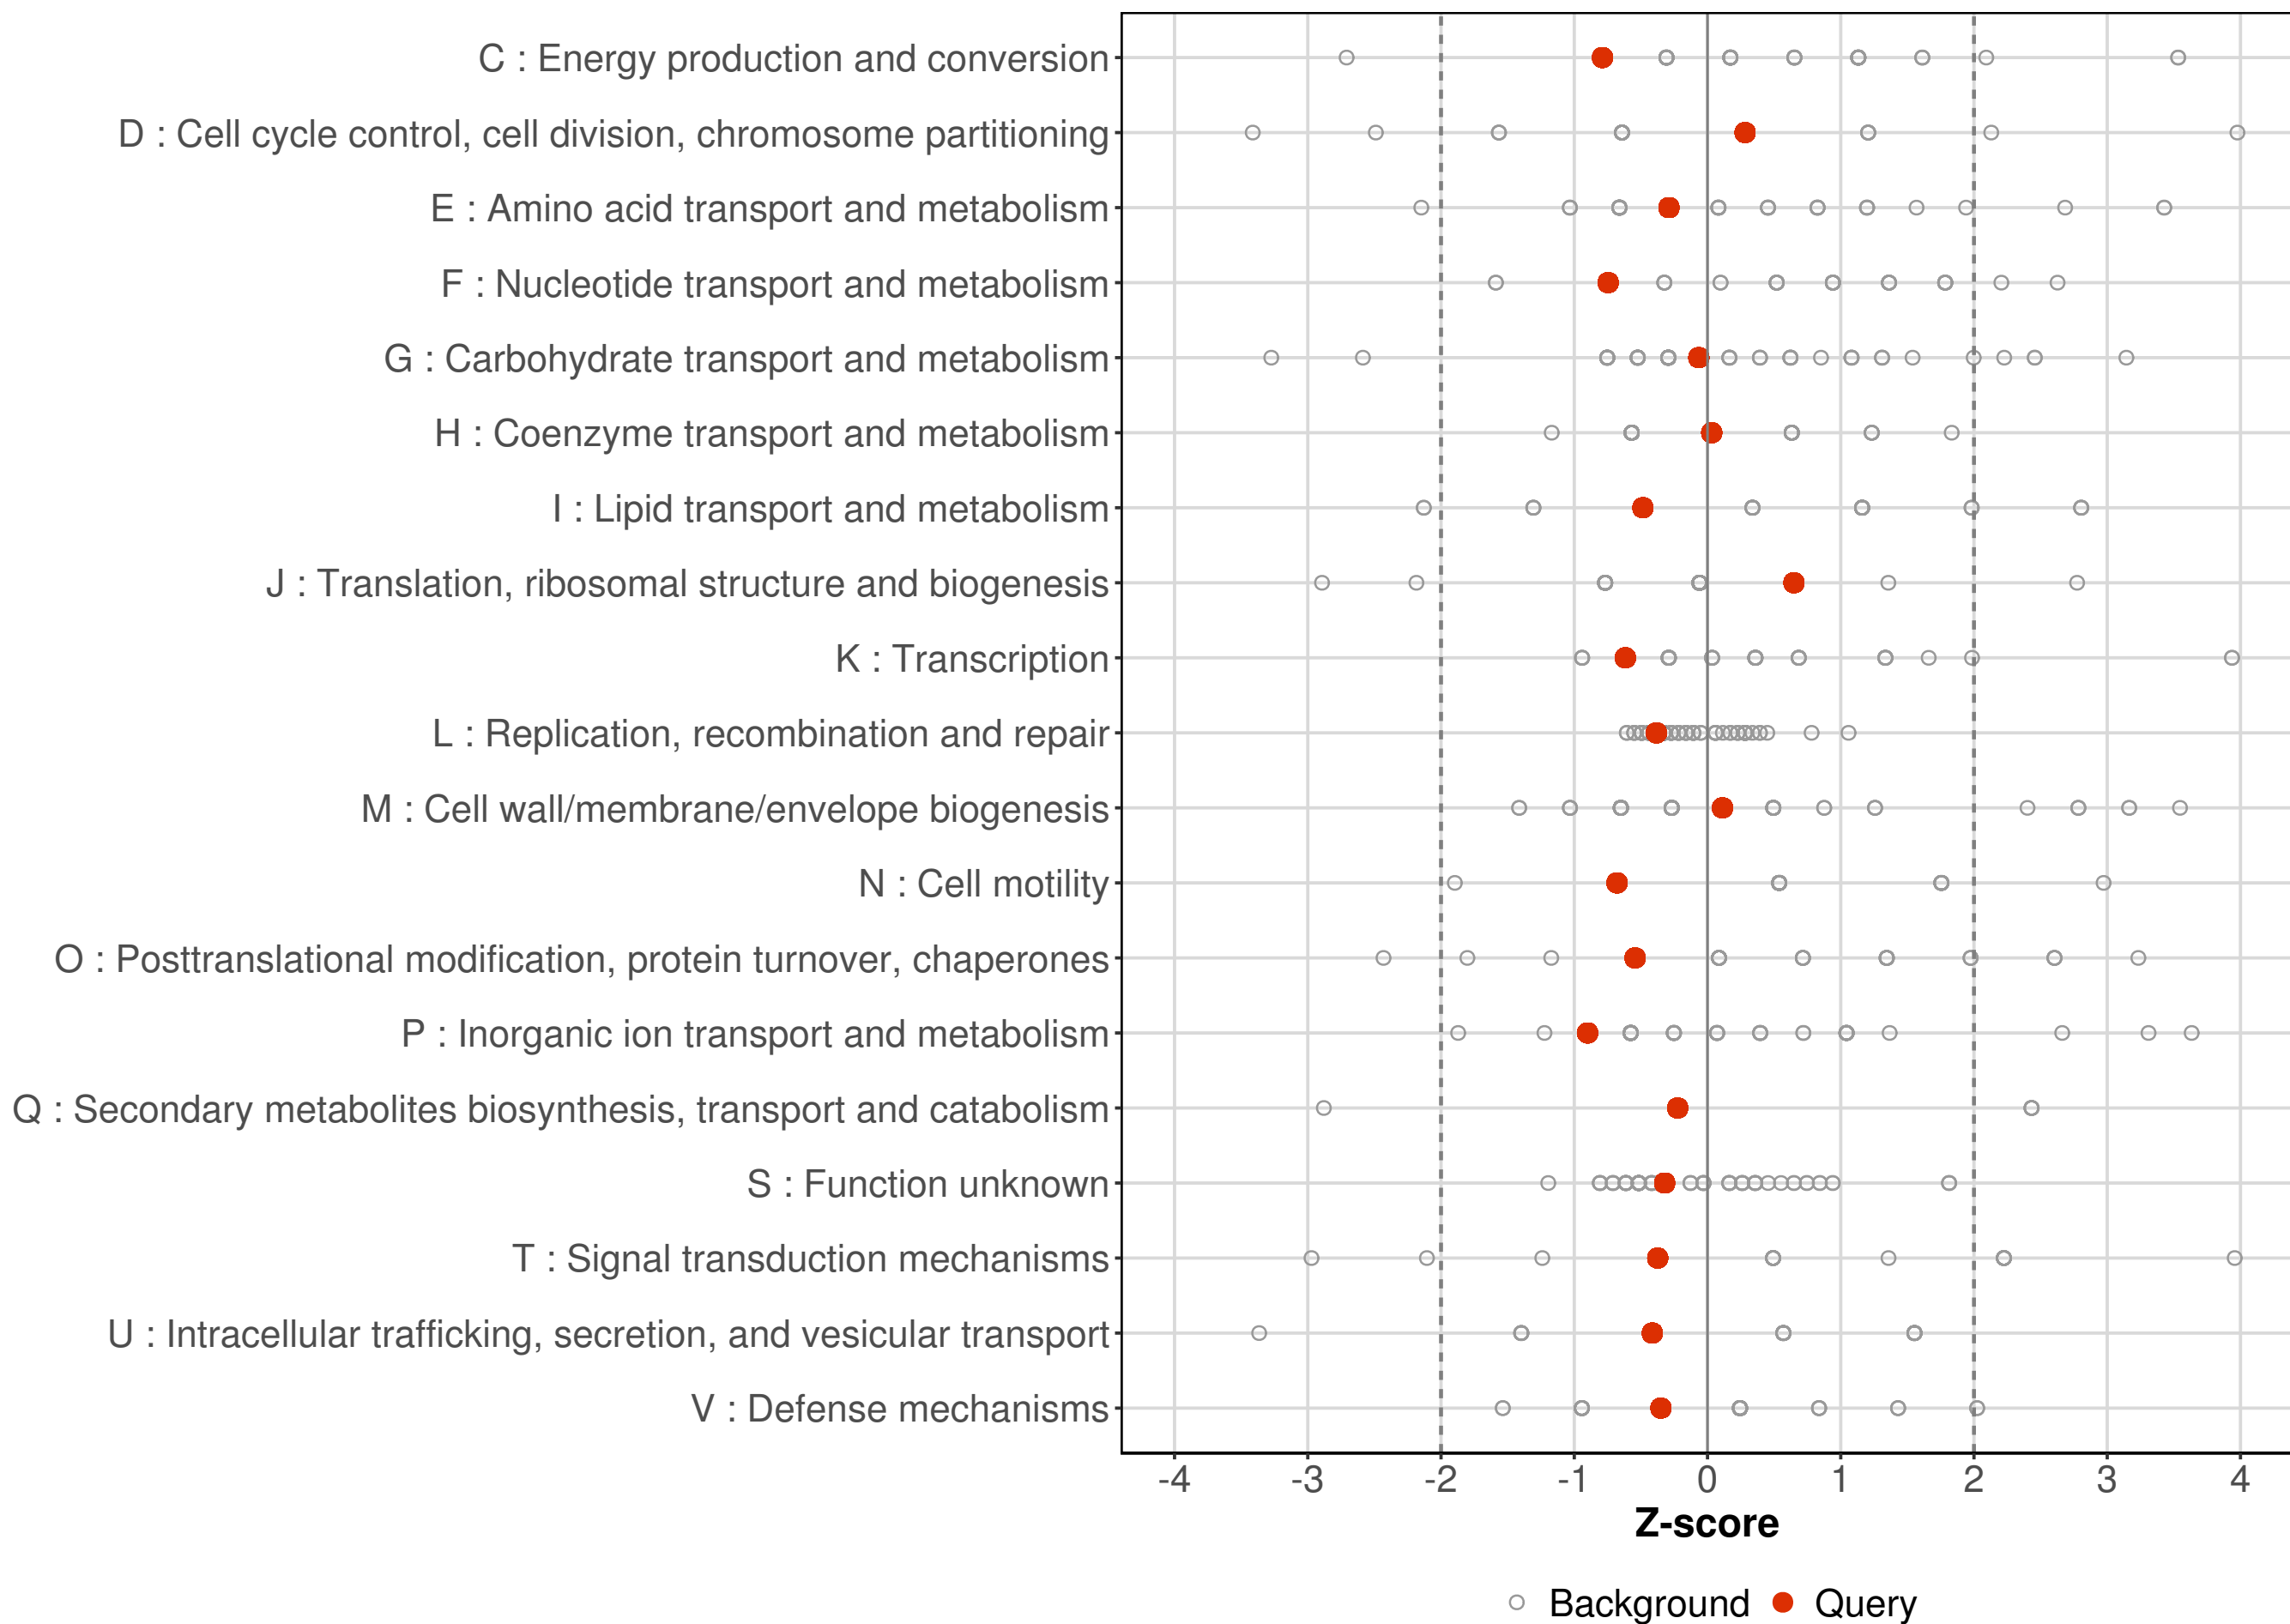 C : Energy production and conversion
D : Cell cycle control, cell division, chromosome partitioning
E : Amino acid transport and metabolism
F : Nucleotide transport and metabolism
G : Carbohydrate transport and metabolism
H : Coenzyme transport and metabolism
I : Lipid transport and metabolism
J : Translation, ribosomal structure and biogenesis
K : Transcription
L : Replication, recombination and repair
M : Cell wall/membrane/envelope biogenesis
N : Cell motility
O : Posttranslational modification, protein turnover, chaperones
P : Inorganic ion transport and metabolism
Q : Secondary metabolites biosynthesis, transport and catabolism
S : Function unknown
T : Signal transduction mechanisms
U : Intracellular trafficking, secretion, and vesicular transport
V : Defense mechanisms
-4 -3 -2 -1 0 1 2 3 4
Z-score
Background Query